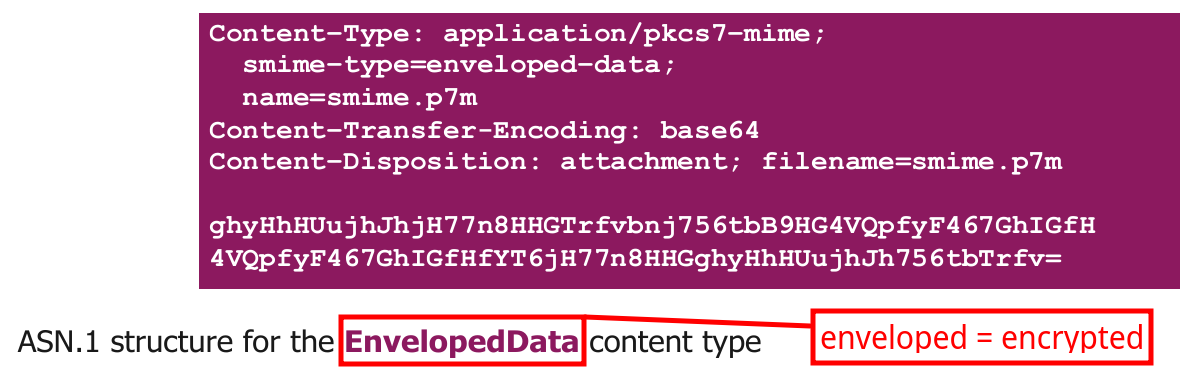 Content-Type: application/pkcs7-mime;
smime-type=enveloped-data;
name=smime.p7m
Content-Transfer-Encoding: base64
Content-Disposition: attachment; filename=smime.p7m
ghyHhHUujhJhjH77n8HHGTrfvbnj756tbB9HG4VQpfyF467GhIGfH
4VQpfyF467GhIGfHfYT6jH77n8HHGghyHhHUujhJh756tbTrfv=
ASN.1 structure for the EnvelopedData content type
enveloped = encrypted